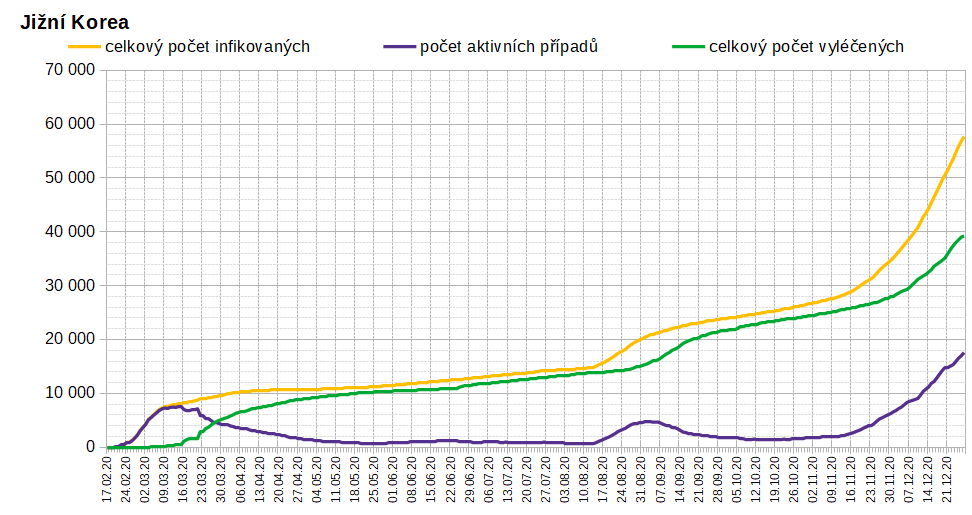 Jižní Korea
celkový počet infikovaných počet aktivních případů celkový počet vyléčených
70 000
60 000
50 000
40 000
30 000
20 000
10 000
0
17.02.20 24.02.20 02.03.20 09.03.20 16.03.20 23.03.20 30.03.20 06.04.20 13.04.20 20.04.20 27.04.20 04.05.20 11.05.20 18.05.20 25.05.20 01.06.20 08.06.20 15.06.20 22.06.20 29.06.20 06.07.20 13.07.20 20.07.20 27.07.20 03.08.20 10.08.20 17.08.20 24.08.20 31.08.20 07.09.20 14.09.20 21.09.20 28.09.20 05.10.20 12.10.20 19.10.20 26.10.20 02.11.20 09.11.20 16.11.20 23.11.20 30.11.20 07.12.20 14.12.20 21.12.20